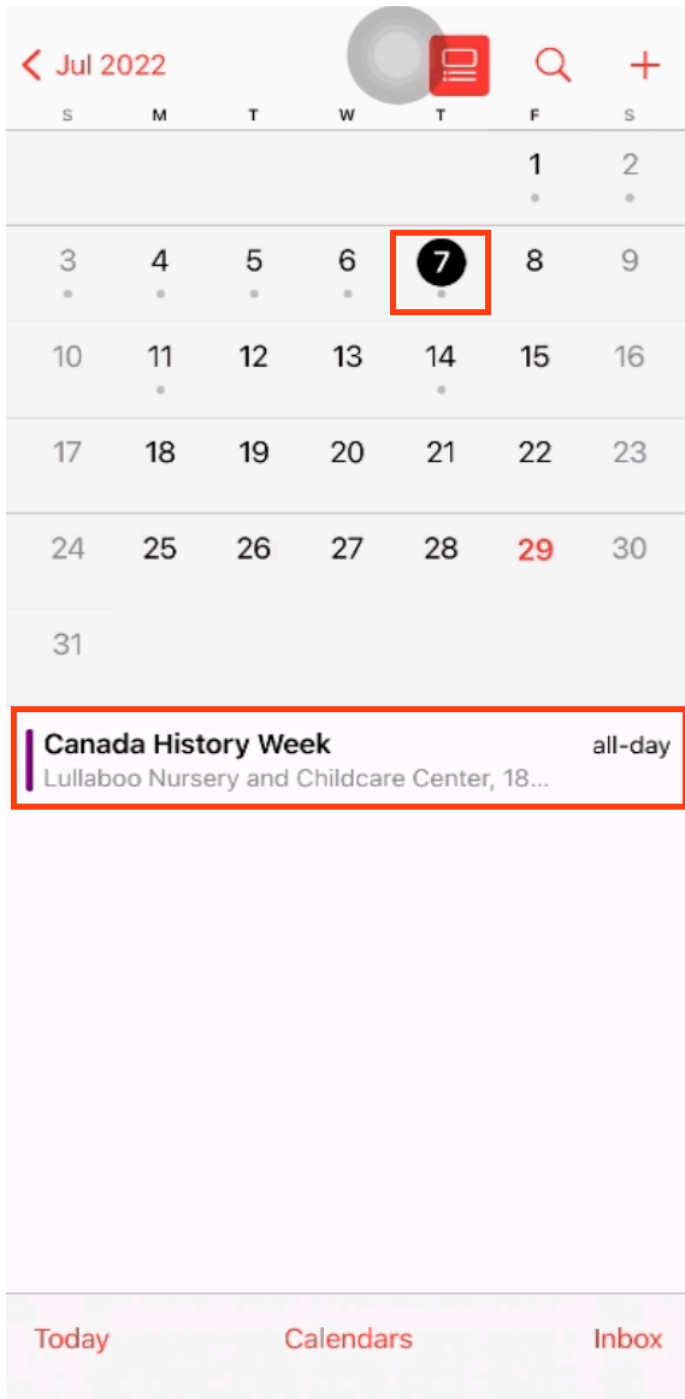 Jul 2022
S M T W T F S
1 2
3 4 5 6 7 8 9
10 11 12 13 14 15 16
17 18 19 20 21 22 23
24 25 26 27 28 29 30
31
Canada History Week all-day
Lullaboo Nursery and Childcare Center, 18...
Today Calendars Inbox